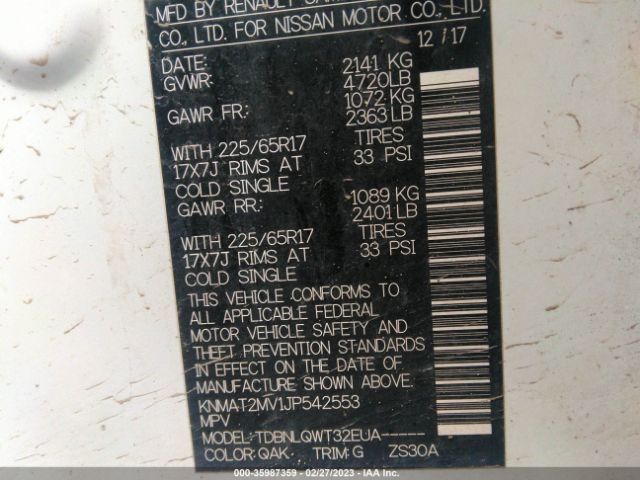 MFD BY RENAULT
CO., LTD. FOR NISSAN MOTOR CO., LTD.
12 / 17
DATE: 2141 KG
GVWR: 4720LB
1072 KG
GAWR FR: 2363 LB
WITH 225/65R17 TIRES
17X7J RIMS AT 33 PSI
COLD SINGLE
GAWR RR: 1089 KG
2401 LB
WITH 225/65R17 TIRES
17X7J RIMS AT 33 PSI
COLD SINGLE
THIS VEHICLE CONFORMS TO
ALL APPLICABLE FEDERAL
MOTOR VEHICLE SAFETY AND
THEFT PREVENTION STANDARDS
IN EFFECT ON THE DATE OF
MANUFACTURE SHOWN ABOVE.
KNMAT2MV1JP542553
MPV
MODEL:TDBNLQWT32EUA-----
COLOR:QAK TRIM:G ZS30A
000-35987359 - 02/27/2023 - IAA Inc.